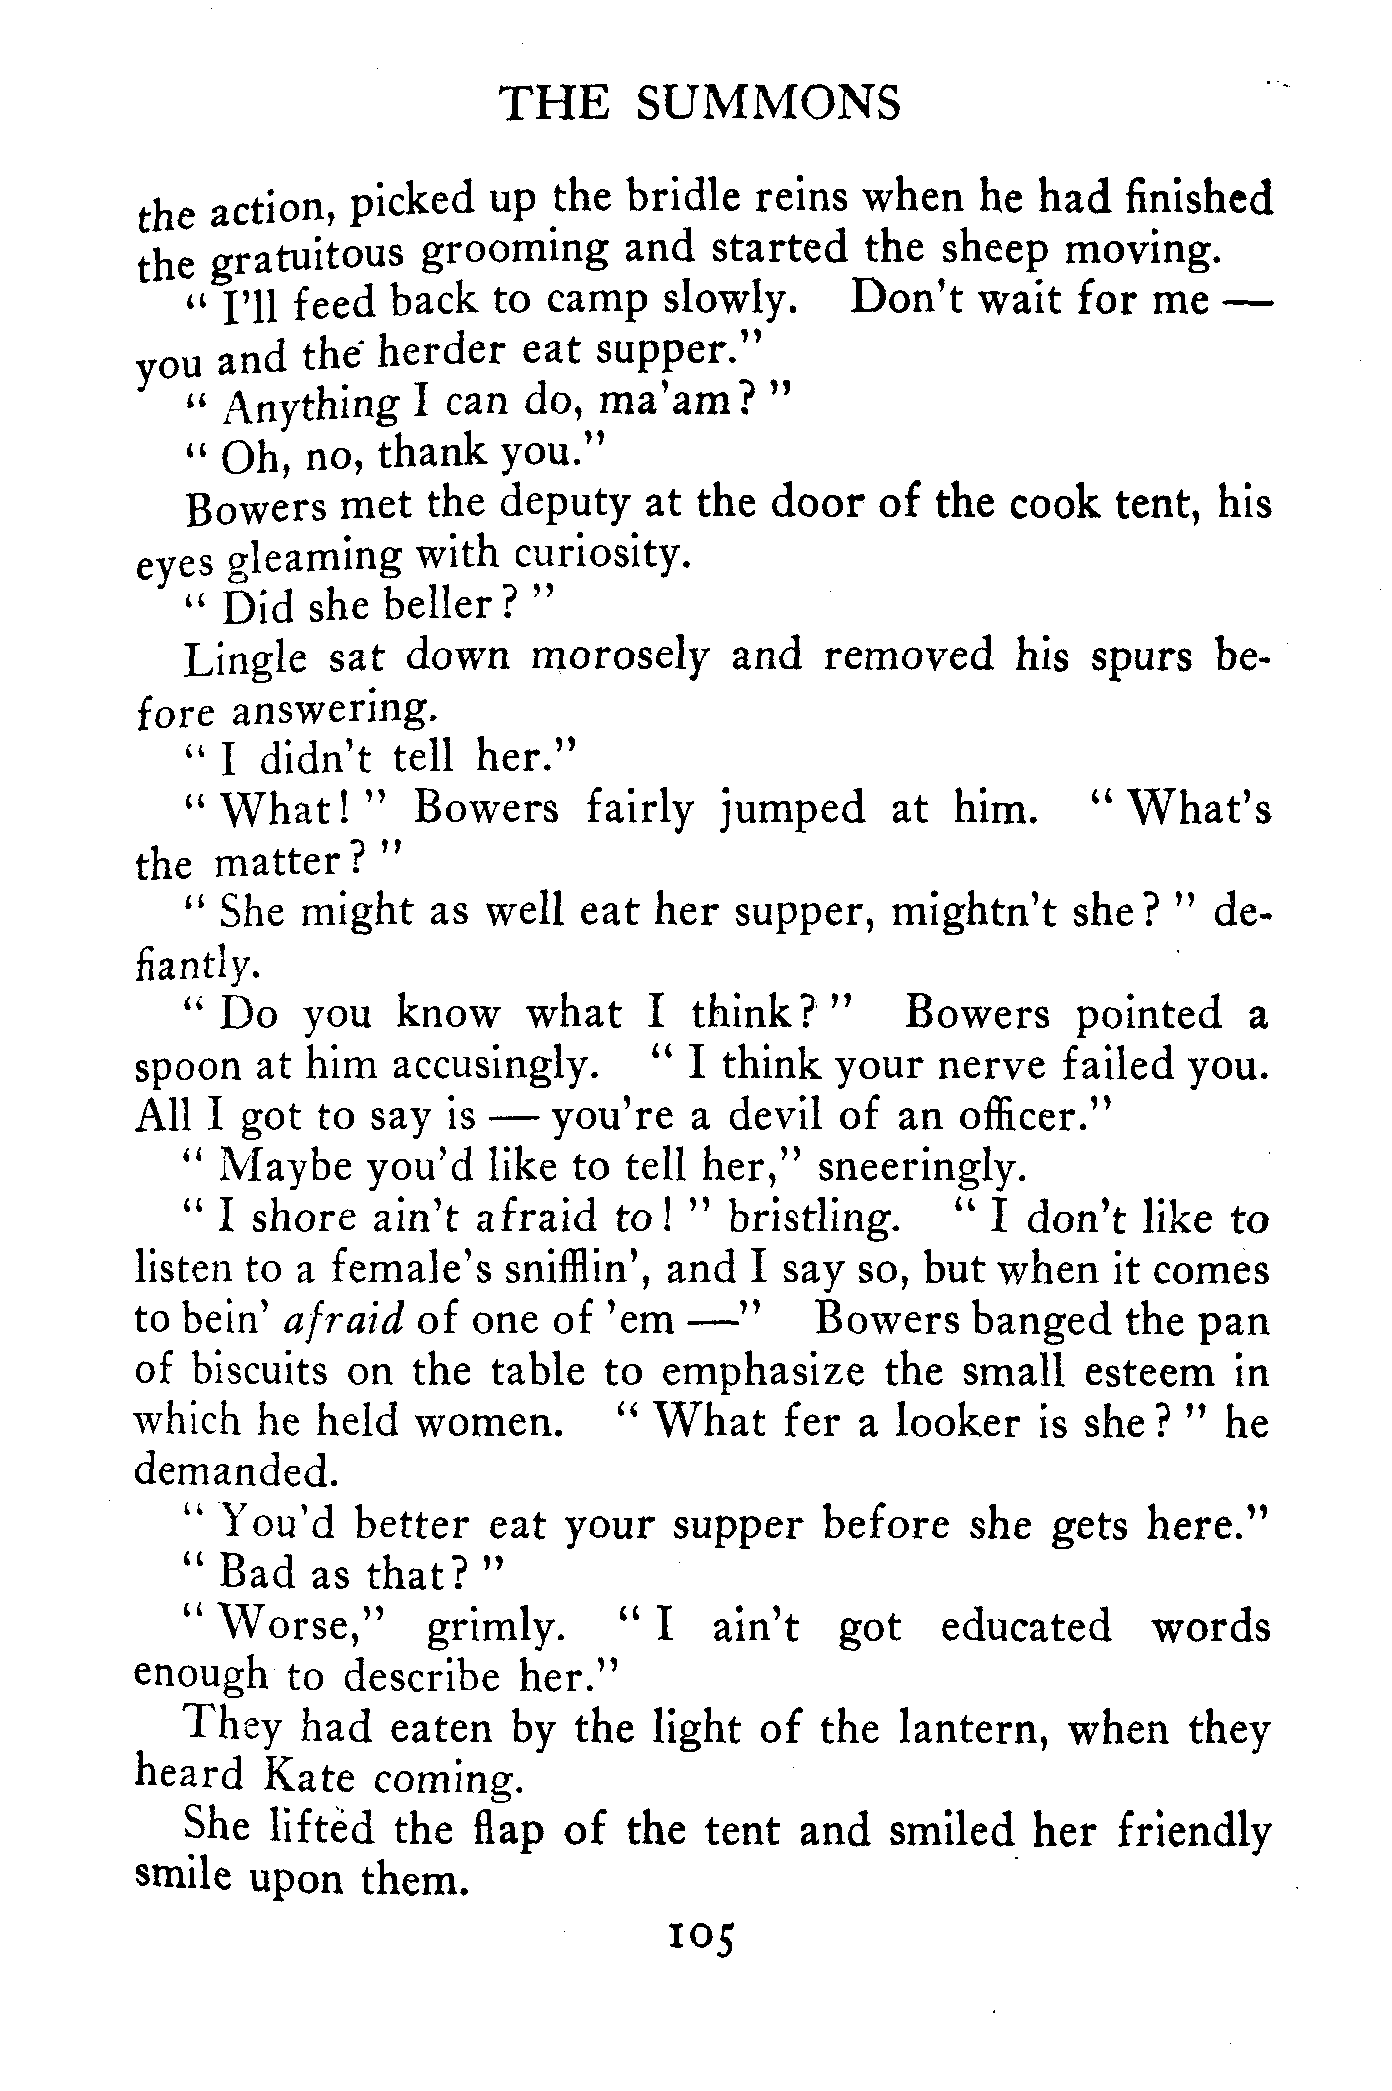 THE SUMMONS
the action, picked up the bridle reins when he had finished
the gratuitous grooming and started the sheep moving.
“ I'll feed back to camp slowly. Don't wait for me —
you and the herder eat supper.”
“ Anything I can do, ma'am? ”
“ Oh, no, thank you.”
Bowers met the deputy at the door of the cook tent, his
eyes gleaming with curiosity.
“ Did she beller? ”
Lingle sat down morosely and removed his spurs be-
fore answering.
“ I didn't tell her.”
“ What! ” Bowers fairly jumped at him. “ What's
the matter? ”
“ She might as well eat her supper, mightn't she? ” de-
fiantly.
“ Do you know what I think? ” Bowers pointed a
spoon at him accusingly. “ I think your nerve failed you.
All I got to say is — you're a devil of an officer.”
“ Maybe you'd like to tell her,” sneeringly.
“ I shore ain't afraid to! ” bristling. “ I don't like to
listen to a female's snifflin', and I say so, but when it comes
to bein' afraid of one of 'em —” Bowers banged the pan
of biscuits on the table to emphasize the small esteem in
which he held women. “ What fer a looker is she? ” he
demanded.
“ You'd better eat your supper before she gets here.”
“ Bad as that? ”
“ Worse,” grimly. “ I ain't got educated words
enough to describe her.”
They had eaten by the light of the lantern, when they
heard Kate coming.
She lifted the flap of the tent and smiled her friendly
smile upon them.
105